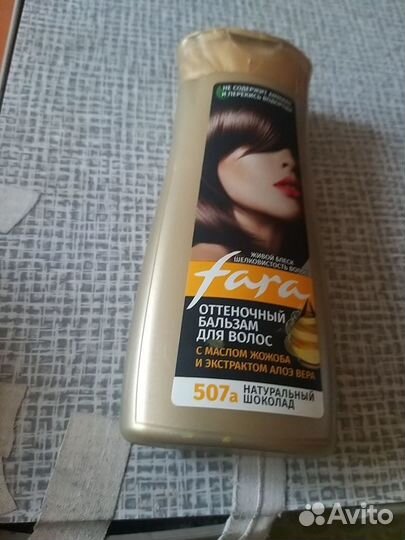 НЕ СОДЕРЖИТ АММИАК
И ПЕРЕКИСЬ ВОДОРОДА
ЖИВОЙ БЛЕСК
ШЕЛКОВИСТОСТЬ ВОЛОС
fara
ОТТЕНОЧНЫЙ
БАЛЬЗАМ
ДЛЯ ВОЛОС
С МАСЛОМ ЖОЖОБА
И ЭКСТРАКТОМ АЛОЭ ВЕРА
507а НАТУРАЛЬНЫЙ
ШОКОЛАД
Avito